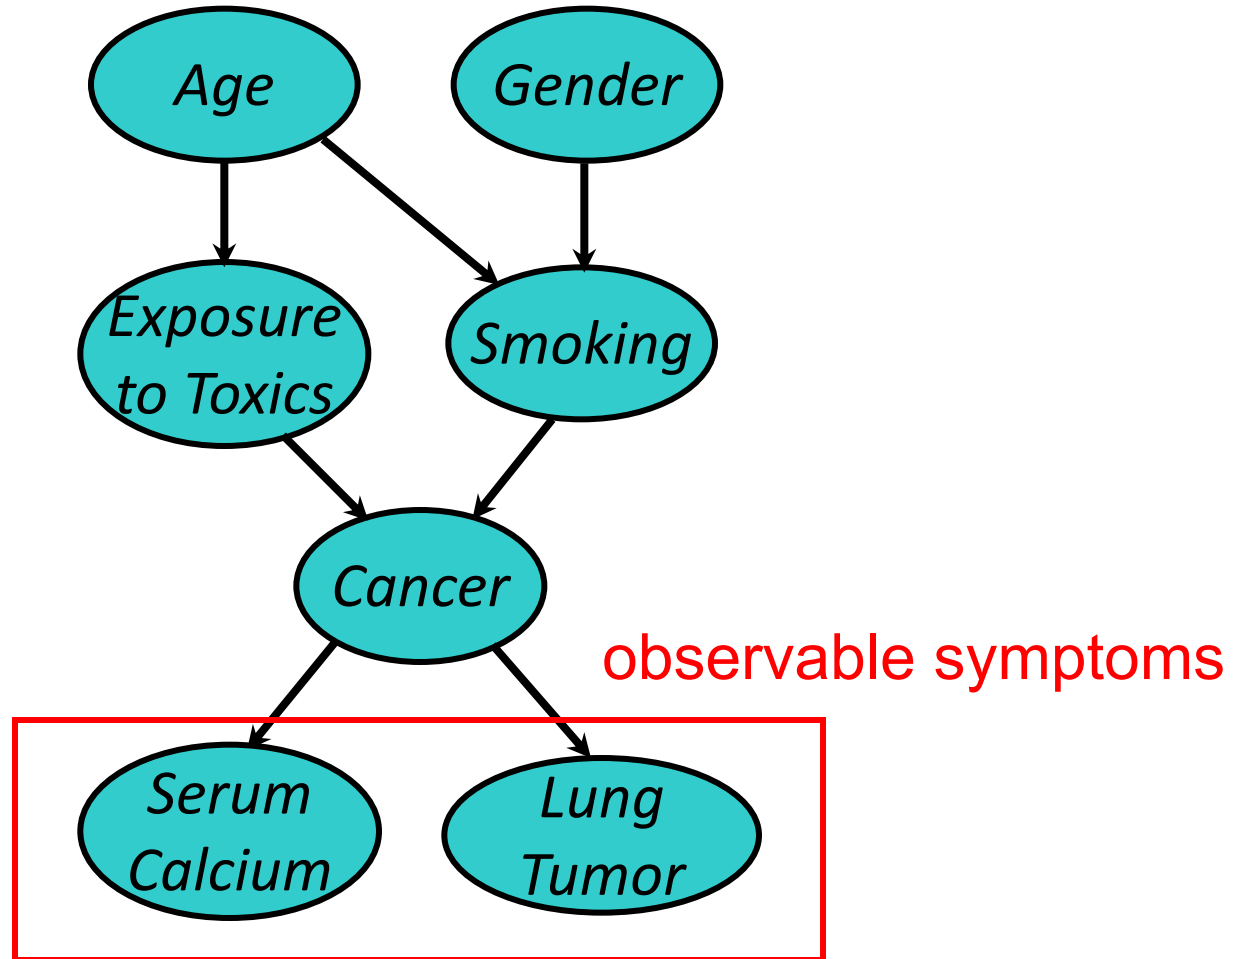 Age
Gender
Exposure
to Toxics
Smoking
Cancer
observable symptoms
Serum
Calcium
Lung
Tumor